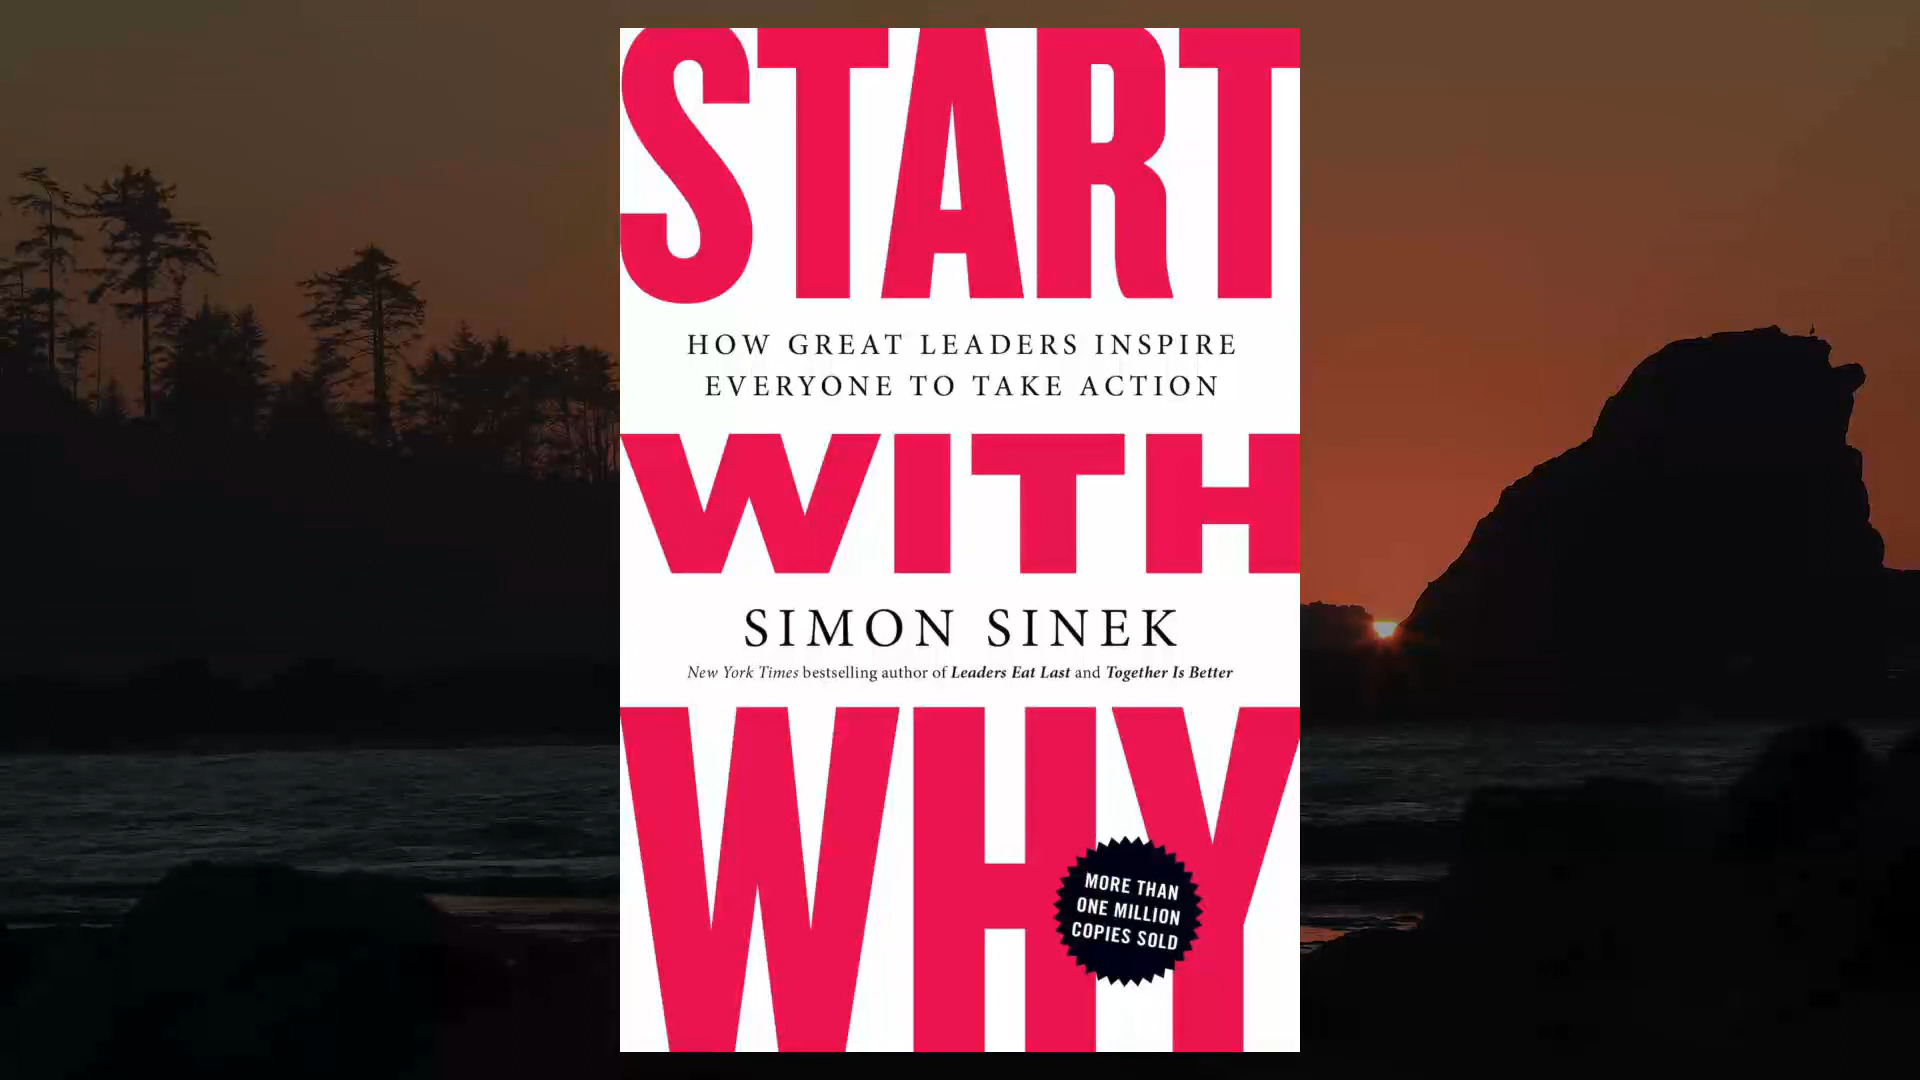 START
HOW GREAT LEADERS INSPIRE
EVERYONE TO TAKE ACTION
WITH
SIMON SINEK
New York Times bestselling author of Leaders Eat Last and Together Is Better
WHY
MORE THAN
ONE MILLION
COPIES SOLD